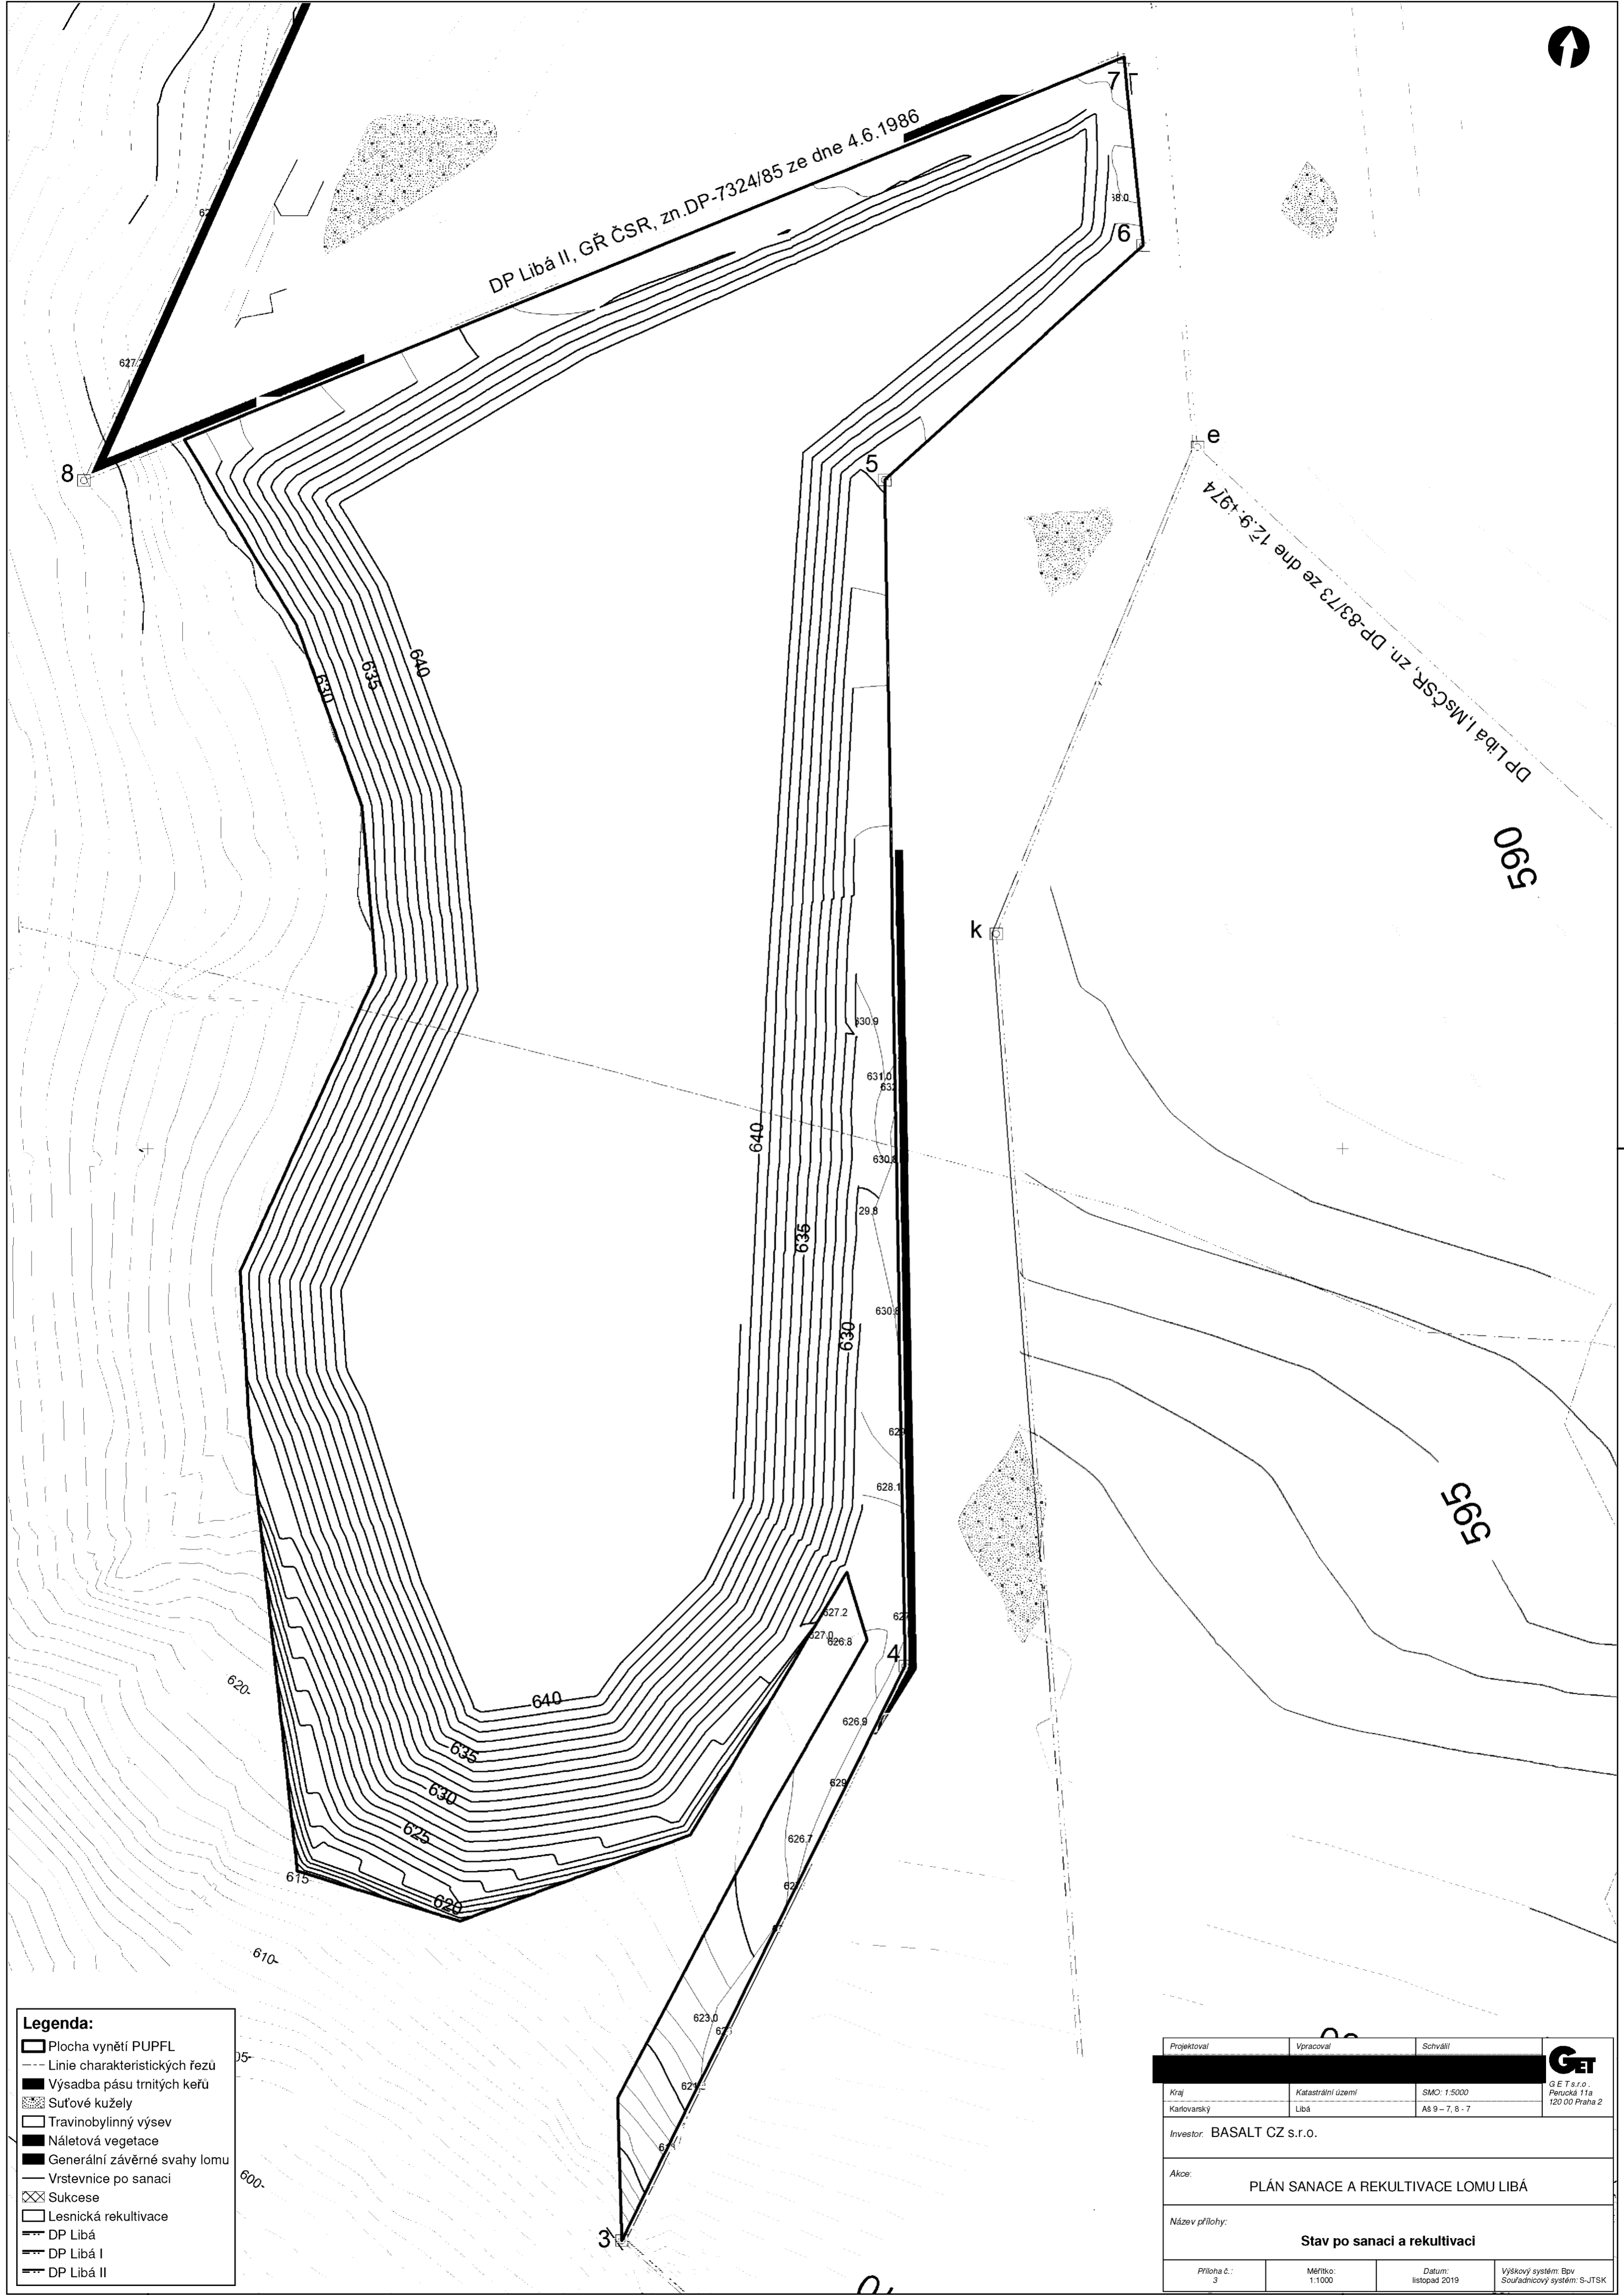 7
DP Libá II, GŘ ČSR, zn.DP-7324/85 ze dne 4.6.1986
6
e
8
5
DP Libá I,MsČSR, zn. DP-83/73 ze dne 12.9.1974
640
635
630
590
k
630.9
631.0
640
635
630
595
628.1
627.2
627.0
626.8
4
620
640
626.9
635
629
630
626.7
625
615
620
610
623.0
600
3
Legenda:
Plocha vynětí PUPFL
Linie charakteristických řezů
Výsadba pásu trnitých keřů
Suťové kužely
Travinobylinný výsev
Náletová vegetace
Generální závěrné svahy lomu
Vrstevnice po sanaci
Sukcese
Lesnická rekultivace
DP Libá
DP Libá I
DP Libá II
Projektoval Vypracoval Schválil
GET
G E T s.r.o.
Perucká 11a
120 00 Praha 2
Kraj Katastrální území SMO: 1:5000
Karlovarský Libá Aš 9 – 7, 8 - 7
Investor: BASALT CZ s.r.o.
Akce:
PLÁN SANACE A REKULTIVACE LOMU LIBÁ
Název přílohy:
Stav po sanaci a rekultivaci
Příloha č.: Měřítko: Datum: Výškový systém: Bpv
3 1:1000 listopad 2019 Souřadnicový systém: S-JTSK